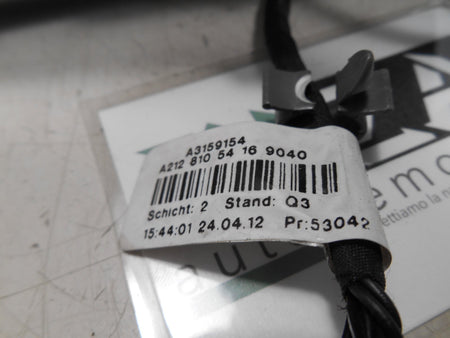 A3159154
A212 810 54 16 9040
Schicht: 2 Stand: Q3
15:44:01 24.04.12 Pr:53042